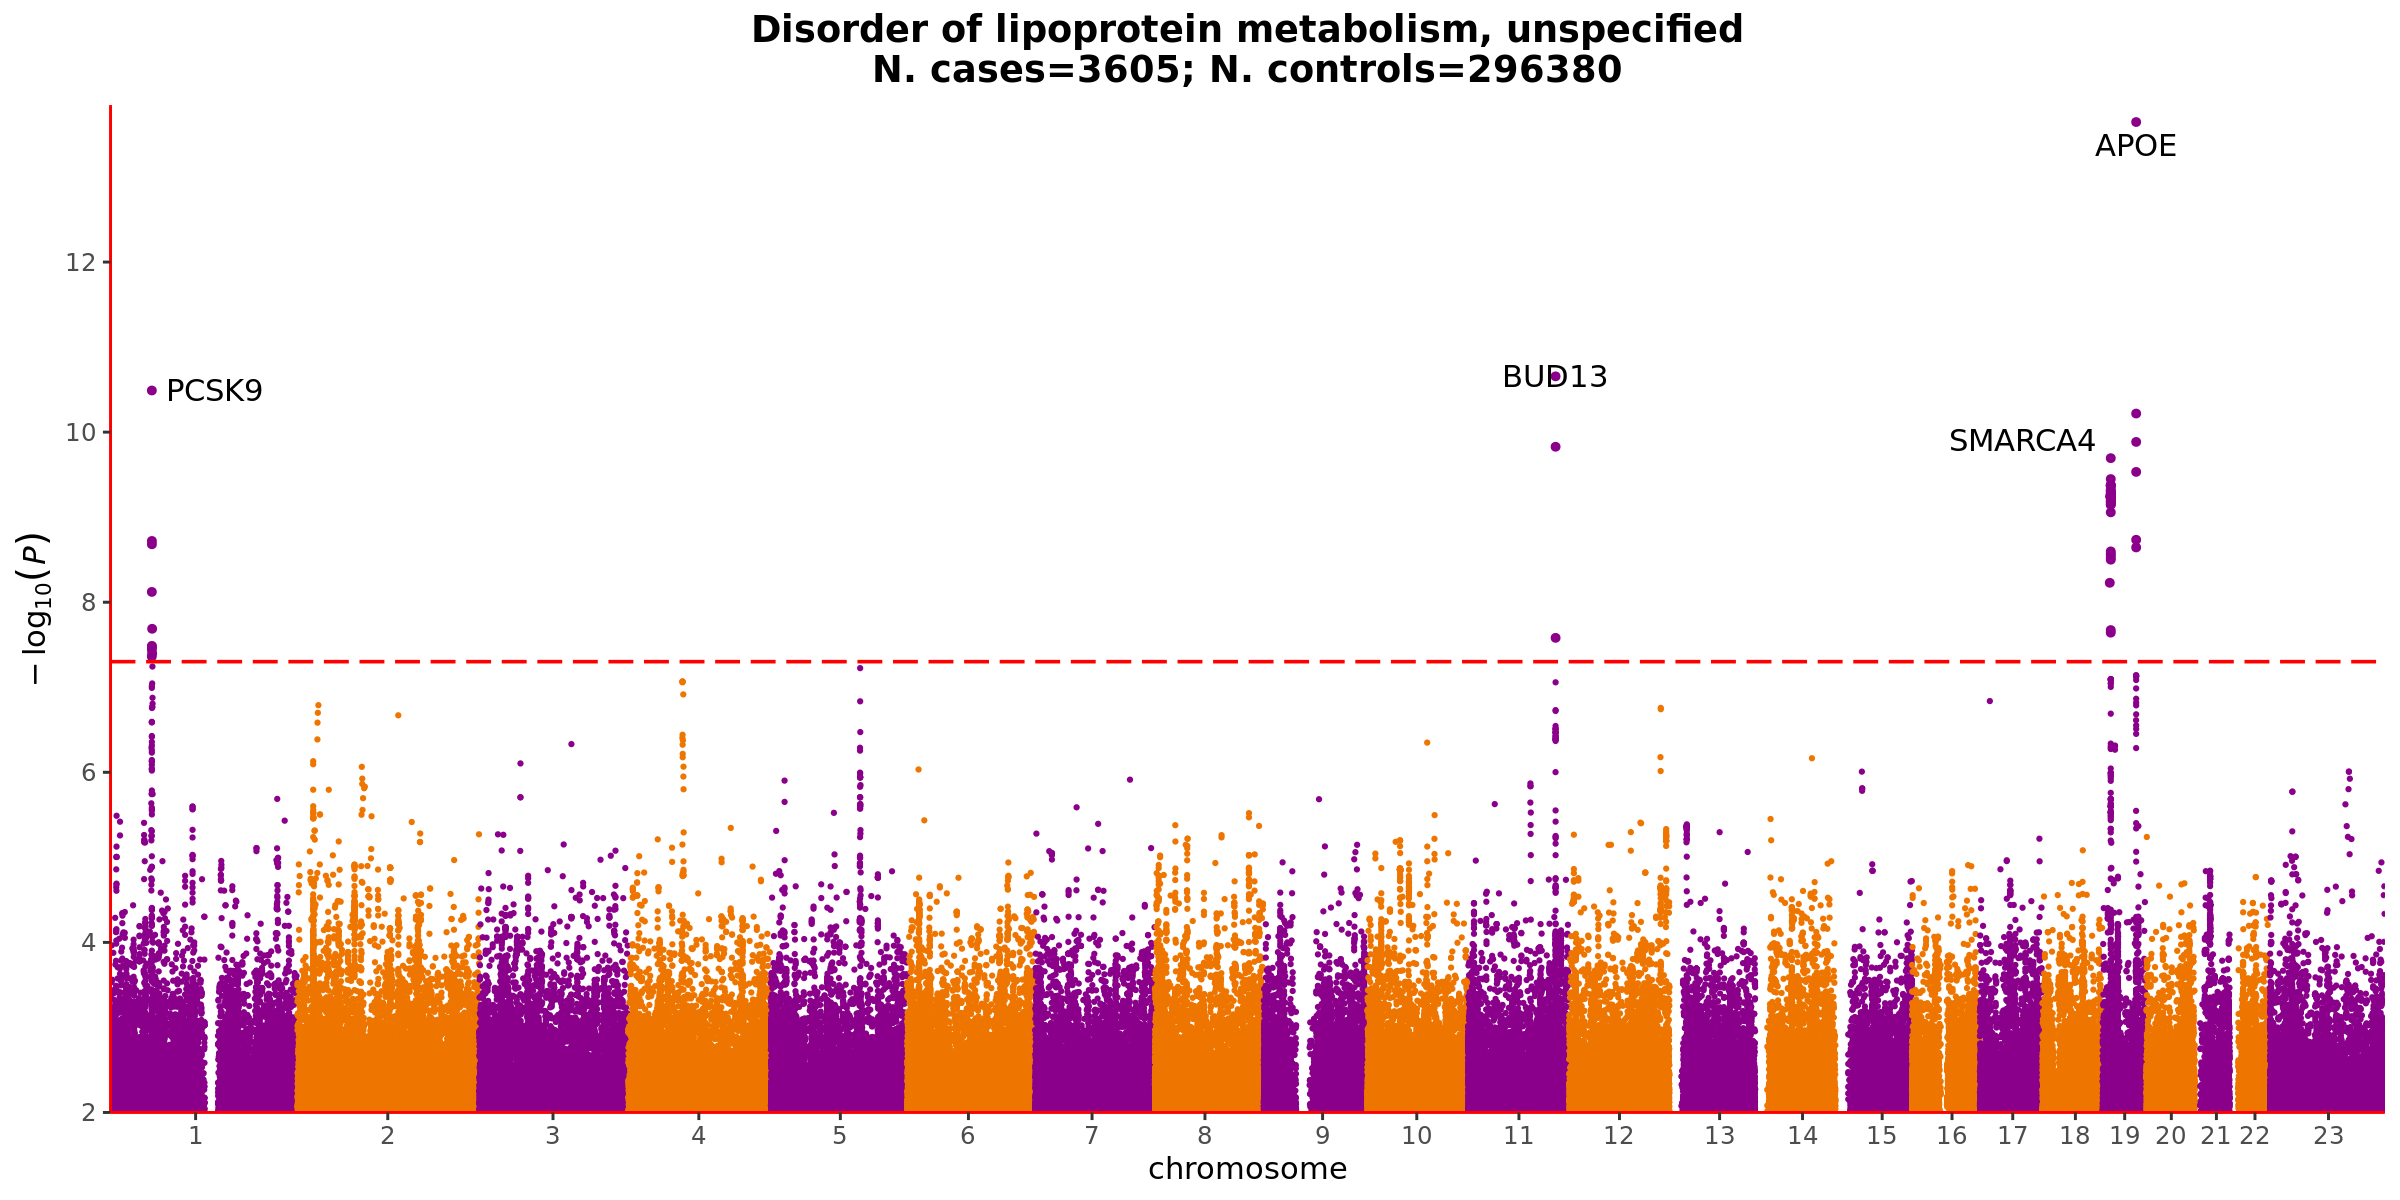 Disorder of lipoprotein metabolism, unspecified
N. cases=3605; N. controls=296380
APOE
12
PCSK9
BUD13
10
SMARCA4
8
− log₁₀(P)
6
4
2
1 2 3 4 5 6 7 8 9 10 11 12 13 14 15 16 17 18 19 20 21 22 23
chromosome